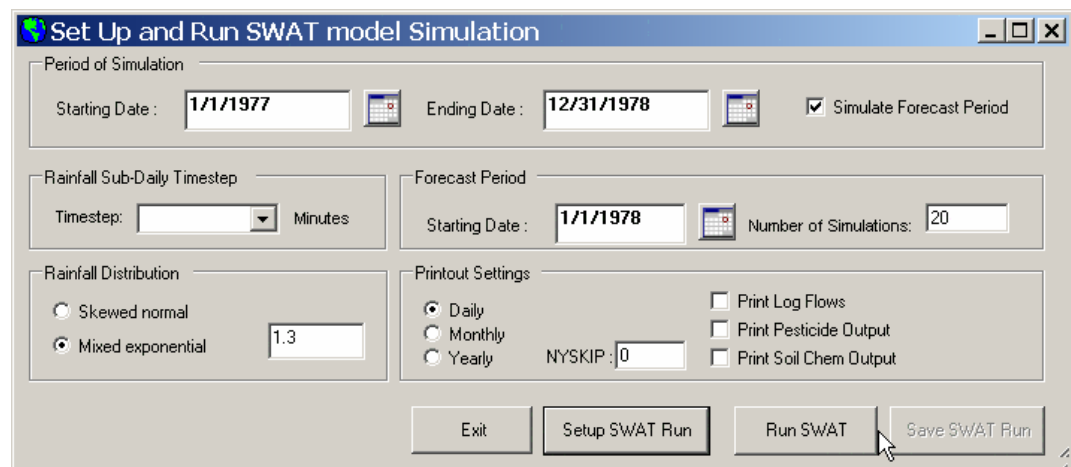 Set Up and Run SWAT model Simulation
Period of Simulation
Starting Date : 1/1/1977 Ending Date : 12/31/1978 Simulate Forecast Period
Rainfall Sub-Daily Timestep
Timestep: Minutes
Forecast Period
Starting Date : 1/1/1978 Number of Simulations: 20
Rainfall Distribution
Skewed normal
Mixed exponential 1.3
Printout Settings
Daily
Monthly
Yearly
NYSKIP : 0
Print Log Flows
Print Pesticide Output
Print Soil Chem Output
Exit Setup SWAT Run Run SWAT Save SWAT Run